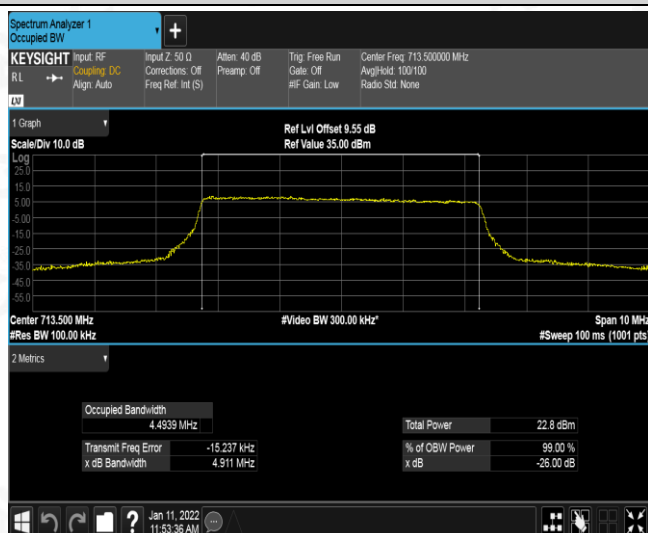 Spectrum Analyzer 1
Occupied BW
KEYSIGHT
RL
LXI
Input: RF
Coupling: DC
Align: Auto
Input Z: 50 Ω
Corrections: Off
Freq Ref: Int (S)
Atten: 40 dB
Preamp: Off
Trig: Free Run
Gate: Off
#IF Gain: Low
Center Freq: 713.500000 MHz
Avg|Hold: 100/100
Radio Std: None
1 Graph
Scale/Div 10.0 dB
Ref Lvl Offset 9.55 dB
Ref Value 35.00 dBm
Log
25.0
15.0
5.00
-5.00
-15.0
-25.0
-35.0
-45.0
-55.0
Center 713.500 MHz
#Res BW 100.00 kHz
#Video BW 300.00 kHz*
Span 10 MHz
#Sweep 100 ms (1001 pts)
2 Metrics
Occupied Bandwidth
4.4939 MHz
Transmit Freq Error -15.237 kHz
x dB Bandwidth 4.911 MHz
Total Power 22.8 dBm
% of OBW Power 99.00 %
x dB -26.00 dB
?
Jan 11, 2022
11:53:36 AM